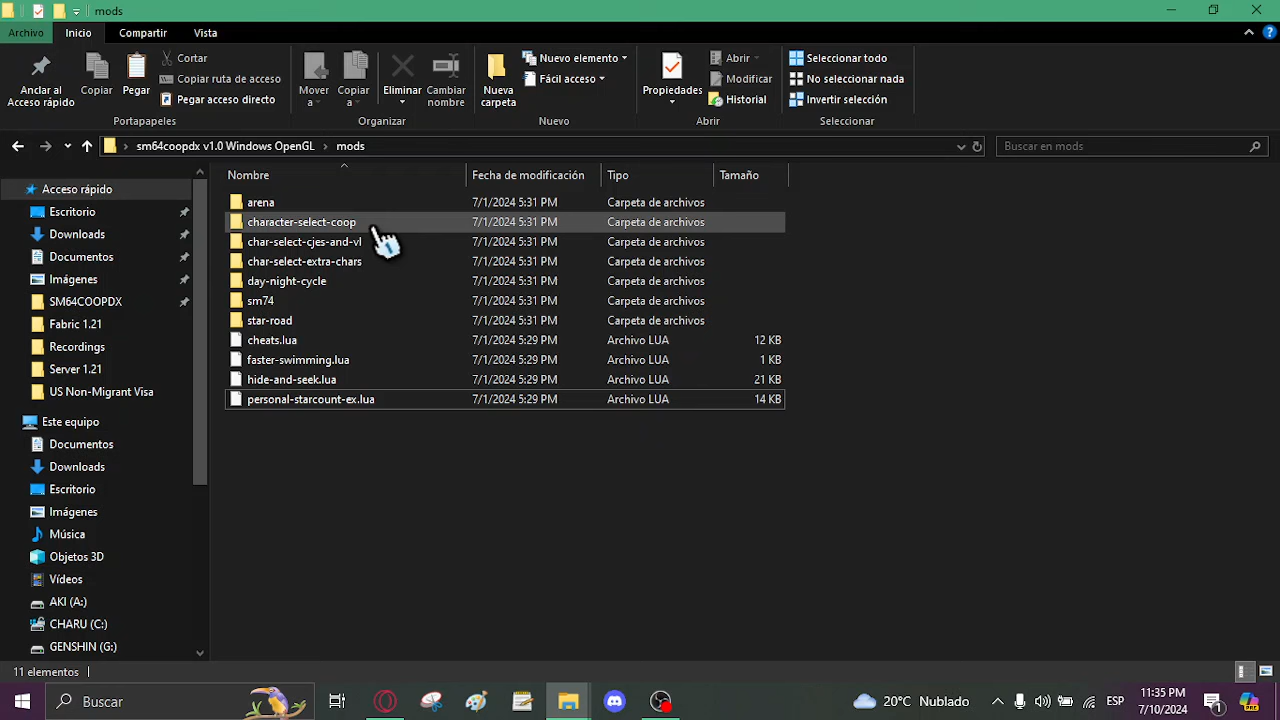 mods
Archivo Inicio Compartir Vista
Anclar al Acceso rápido
Copiar
Pegar
Cortar
Copiar ruta de acceso
Pegar acceso directo
Portapapeles
Mover a
Copiar a
Eliminar
Cambiar nombre
Organizar
Nueva carpeta
Nuevo elemento
Fácil acceso
Nuevo
Propiedades
Abrir
Modificar
Historial
Abrir
Seleccionar todo
No seleccionar nada
Invertir selección
Seleccionar
sm64coopdx v1.0 Windows OpenGL › mods
Buscar en mods
Acceso rápido
Escritorio
Downloads
Documentos
Imágenes
SM64COOPDX
Fabric 1.21
Recordings
Server 1.21
US Non-Migrant Visa
Este equipo
Documentos
Downloads
Escritorio
Imágenes
Música
Objetos 3D
Vídeos
AKI (A:)
CHARU (C:)
GENSHIN (G:)
Nombre Fecha de modificación Tipo Tamaño
arena 7/1/2024 5:31 PM Carpeta de archivos
character-select-coop 7/1/2024 5:31 PM Carpeta de archivos
char-select-cjes-and-vl 7/1/2024 5:31 PM Carpeta de archivos
char-select-extra-chars 7/1/2024 5:31 PM Carpeta de archivos
day-night-cycle 7/1/2024 5:31 PM Carpeta de archivos
sm74 7/1/2024 5:31 PM Carpeta de archivos
star-road 7/1/2024 5:31 PM Carpeta de archivos
cheats.lua 7/1/2024 5:29 PM Archivo LUA 12 KB
faster-swimming.lua 7/1/2024 5:29 PM Archivo LUA 1 KB
hide-and-seek.lua 7/1/2024 5:29 PM Archivo LUA 21 KB
personal-starcount-ex.lua 7/1/2024 5:29 PM Archivo LUA 14 KB
11 elementos
Buscar
20°C Nublado
ESP
11:35 PM
7/10/2024
1
PRE